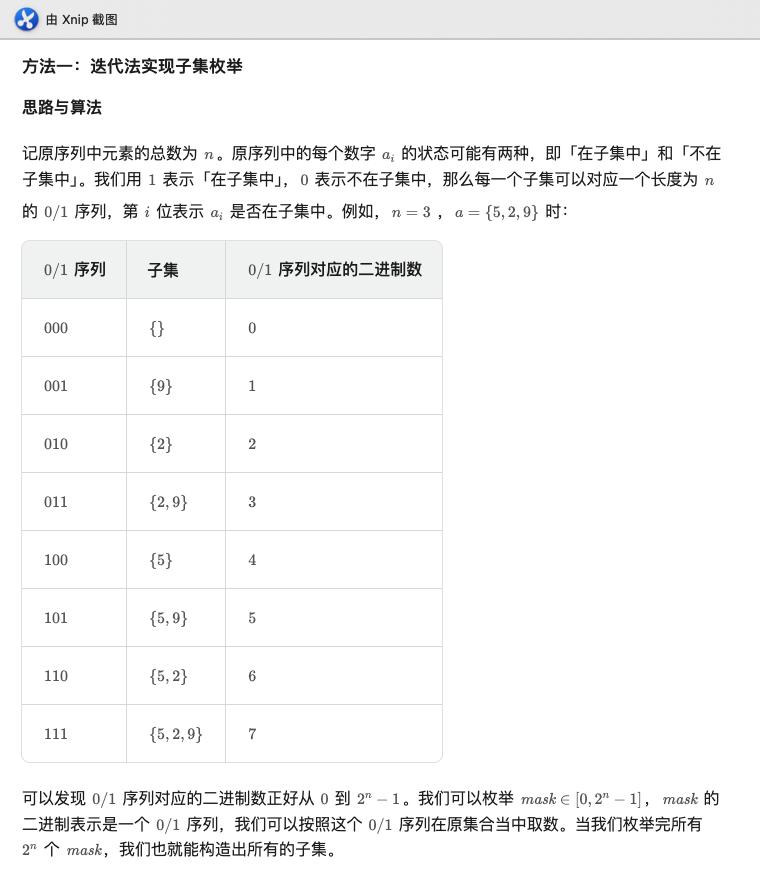 由 Xnip 截图
方法一：迭代法实现子集枚举
思路与算法
记原序列中元素的总数为 n。原序列中的每个数字 aᵢ 的状态可能有两种，即「在子集中」和「不在
子集中」。我们用 1 表示「在子集中」，0 表示不在子集中，那么每一个子集可以对应一个长度为 n
的 0/1 序列，第 i 位表示 aᵢ 是否在子集中。例如，n = 3 ，a = {5, 2, 9} 时：
0/1 序列 子集 0/1 序列对应的二进制数
000 {} 0
001 {9} 1
010 {2} 2
011 {2, 9} 3
100 {5} 4
101 {5, 9} 5
110 {5, 2} 6
111 {5, 2, 9} 7
可以发现 0/1 序列对应的二进制数正好从 0 到 2ⁿ − 1。我们可以枚举 mask ∈ [0, 2ⁿ − 1]，mask 的
二进制表示是一个 0/1 序列，我们可以按照这个 0/1 序列在原集合当中取数。当我们枚举完所有
2ⁿ 个 mask，我们也就能构造出所有的子集。